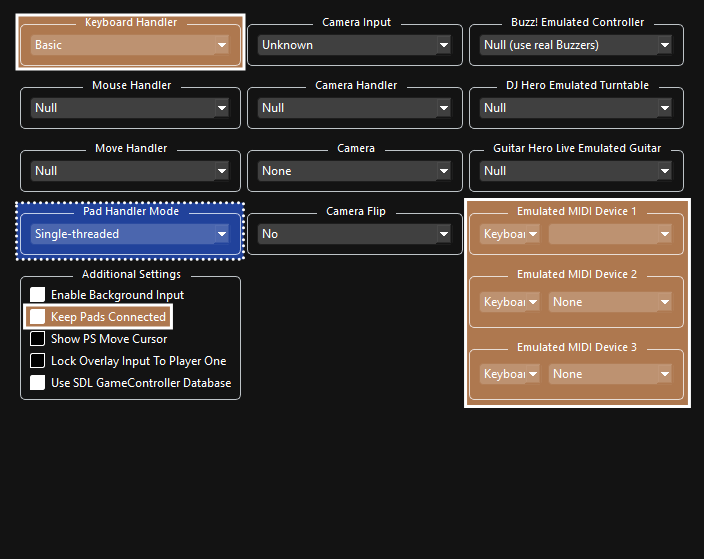 Keyboard Handler
Basic
Camera Input
Unknown
Buzz! Emulated Controller
Null (use real Buzzers)
Mouse Handler
Null
Camera Handler
Null
DJ Hero Emulated Turntable
Null
Move Handler
Null
Camera
None
Guitar Hero Live Emulated Guitar
Null
Pad Handler Mode
Single-threaded
Camera Flip
No
Emulated MIDI Device 1
Keyboa
Additional Settings
Enable Background Input
Keep Pads Connected
Show PS Move Cursor
Lock Overlay Input To Player One
Use SDL GameController Database
Emulated MIDI Device 2
Keyboa
None
Emulated MIDI Device 3
Keyboa
None